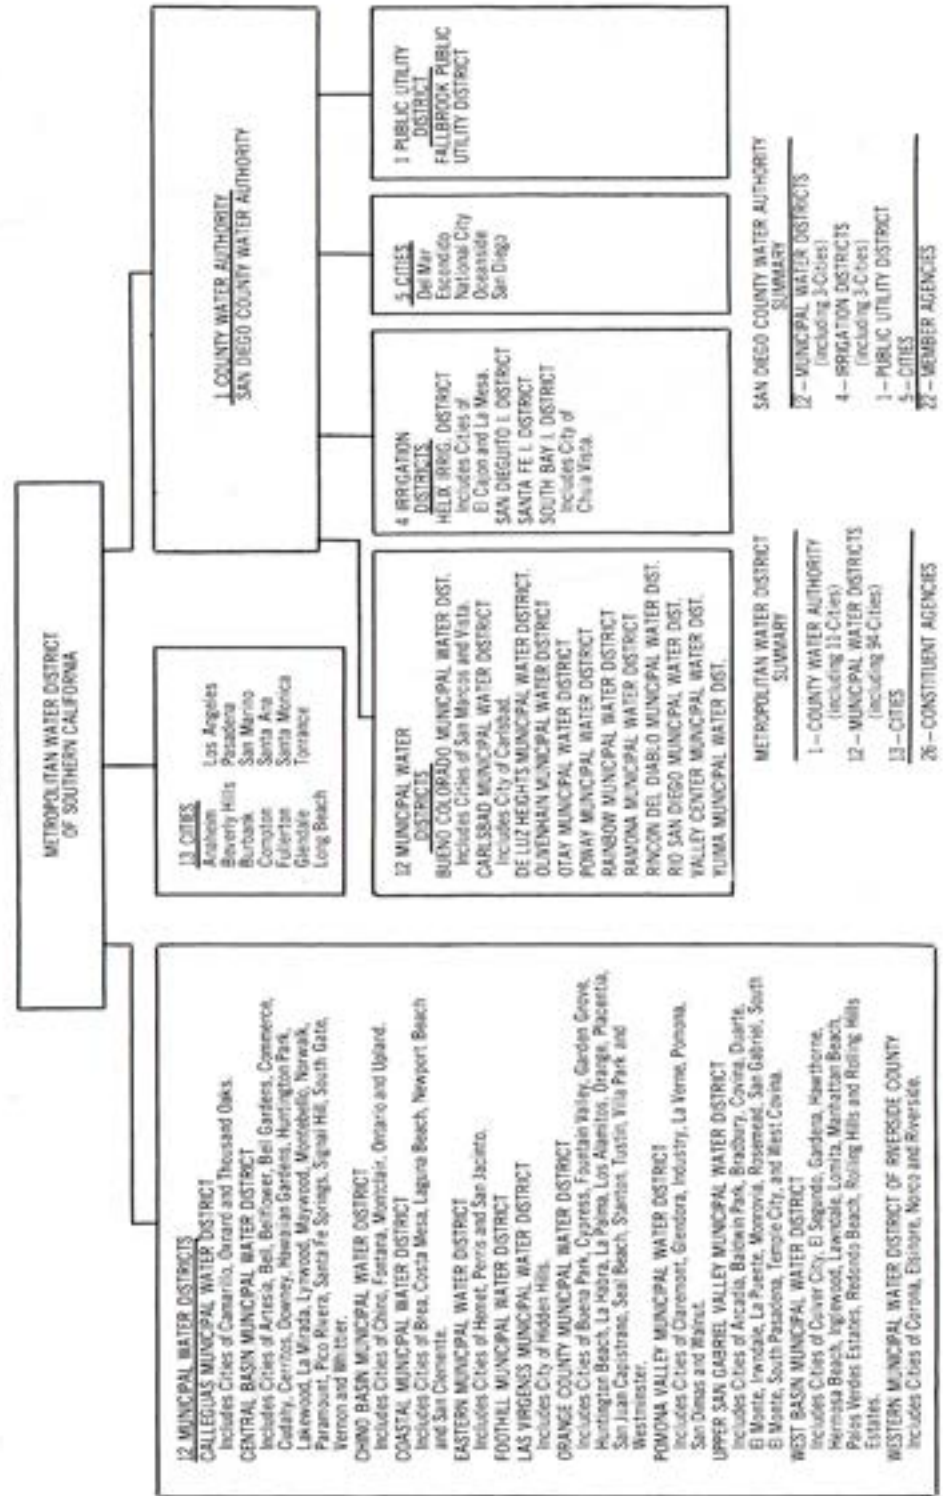 METROPOLITAN WATER DISTRICT
OF SOUTHERN CALIFORNIA
12 MUNICIPAL WATER DISTRICTS
CALLEGUAS MUNICIPAL WATER DISTRICT
Includes Cities of Camarillo, Oxnard and Thousand Oaks.
CENTRAL BASIN MUNICIPAL WATER DISTRICT
Includes Cities of Artesia, Bell, Bellflower, Bell Gardens, Commerce,
Cudahy, Cerritos, Downey, Hawaiian Gardens, Huntington Park,
Lakewood, La Mirada, Lynwood, Maywood, Montebello, Norwalk,
Paramount, Pico Rivera, Santa Fe Springs, Signal Hill, South Gate,
Vernon and Whittier.
CHINO BASIN MUNICIPAL WATER DISTRICT
Includes Cities of Chino, Fontana, Montclair, Ontario and Upland.
COASTAL MUNICIPAL WATER DISTRICT
Includes Cities of Brea, Costa Mesa, Laguna Beach, Newport Beach
and San Clemente.
EASTERN MUNICIPAL WATER DISTRICT
Includes Cities of Hemet, Perris and San Jacinto.
FOOTHILL MUNICIPAL WATER DISTRICT
LAS VIRGENES MUNICIPAL WATER DISTRICT
Includes City of Hidden Hills.
ORANGE COUNTY MUNICIPAL WATER DISTRICT
Includes Cities of Buena Park, Cypress, Fountain Valley, Garden Grove,
Huntington Beach, La Habra, La Palma, Los Alamitos, Orange, Placentia,
San Juan Capistrano, Seal Beach, Stanton, Tustin, Villa Park and
Westminster.
POMONA VALLEY MUNICIPAL WATER DISTRICT
Includes Cities of Claremont, Glendora, Industry, La Verne, Pomona,
San Dimas and Walnut.
UPPER SAN GABRIEL VALLEY MUNICIPAL WATER DISTRICT
Includes Cities of Arcadia, Baldwin Park, Bradbury, Covina, Duarte,
El Monte, Irwindale, La Puente, Monrovia, Rosemead, San Gabriel, South
El Monte, South Pasadena, Temple City, and West Covina.
WEST BASIN MUNICIPAL WATER DISTRICT
Includes Cities of Culver City, El Segundo, Gardena, Hawthorne,
Hermosa Beach, Inglewood, Lawndale, Lomita, Manhattan Beach,
Palos Verdes Estates, Redondo Beach, Rolling Hills and Rolling Hills
Estates.
WESTERN MUNICIPAL WATER DISTRICT OF RIVERSIDE COUNTY
Includes Cities of Corona, Elsinore, Norco and Riverside.
13 CITIES
Anaheim Los Angeles
Beverly Hills Pasadena
Burbank San Marino
Compton Santa Ana
Fullerton Santa Monica
Glendale Torrance
Long Beach
1 COUNTY WATER AUTHORITY
SAN DIEGO COUNTY WATER AUTHORITY
12 MUNICIPAL WATER
DISTRICTS
BUENO COLORADO MUNICIPAL WATER DIST.
Includes Cities of San Marcos and Vista.
CARLSBAD MUNICIPAL WATER DISTRICT
Includes City of Carlsbad.
DE LUZ HEIGHTS MUNICIPAL WATER DISTRICT.
OLIVENHAIN MUNICIPAL WATER DISTRICT
OTAY MUNICIPAL WATER DISTRICT
POWAY MUNICIPAL WATER DISTRICT
RAINBOW MUNICIPAL WATER DISTRICT
RAMONA MUNICIPAL WATER DISTRICT
RINCON DEL DIABLO MUNICIPAL WATER DIST.
RIO SAN DIEGO MUNICIPAL WATER DIST.
VALLEY CENTER MUNICIPAL WATER DIST.
YUIMA MUNICIPAL WATER DIST.
4 IRRIGATION
DISTRICTS
HELIX IRRIG. DISTRICT
Includes Cities of
El Cajon and La Mesa.
SAN DIEGUITO I. DISTRICT
SANTA FE I. DISTRICT
SOUTH BAY I. DISTRICT
Includes City of
Chula Vista.
5 CITIES
Del Mar
Escondido
National City
Oceanside
San Diego
1 PUBLIC UTILITY
DISTRICT
FALLBROOK PUBLIC
UTILITY DISTRICT
METROPOLITAN WATER DISTRICT
SUMMARY
1—COUNTY WATER AUTHORITY
(including 11-Cities)
12—MUNICIPAL WATER DISTRICTS
(including 94-Cities)
13—CITIES
26—CONSTITUENT AGENCIES
SAN DIEGO COUNTY WATER AUTHORITY
SUMMARY
12—MUNICIPAL WATER DISTRICTS
(including 3-Cities)
4—IRRIGATION DISTRICTS
(including 3-Cities)
1—PUBLIC UTILITY DISTRICT
5—CITIES
22—MEMBER AGENCIES